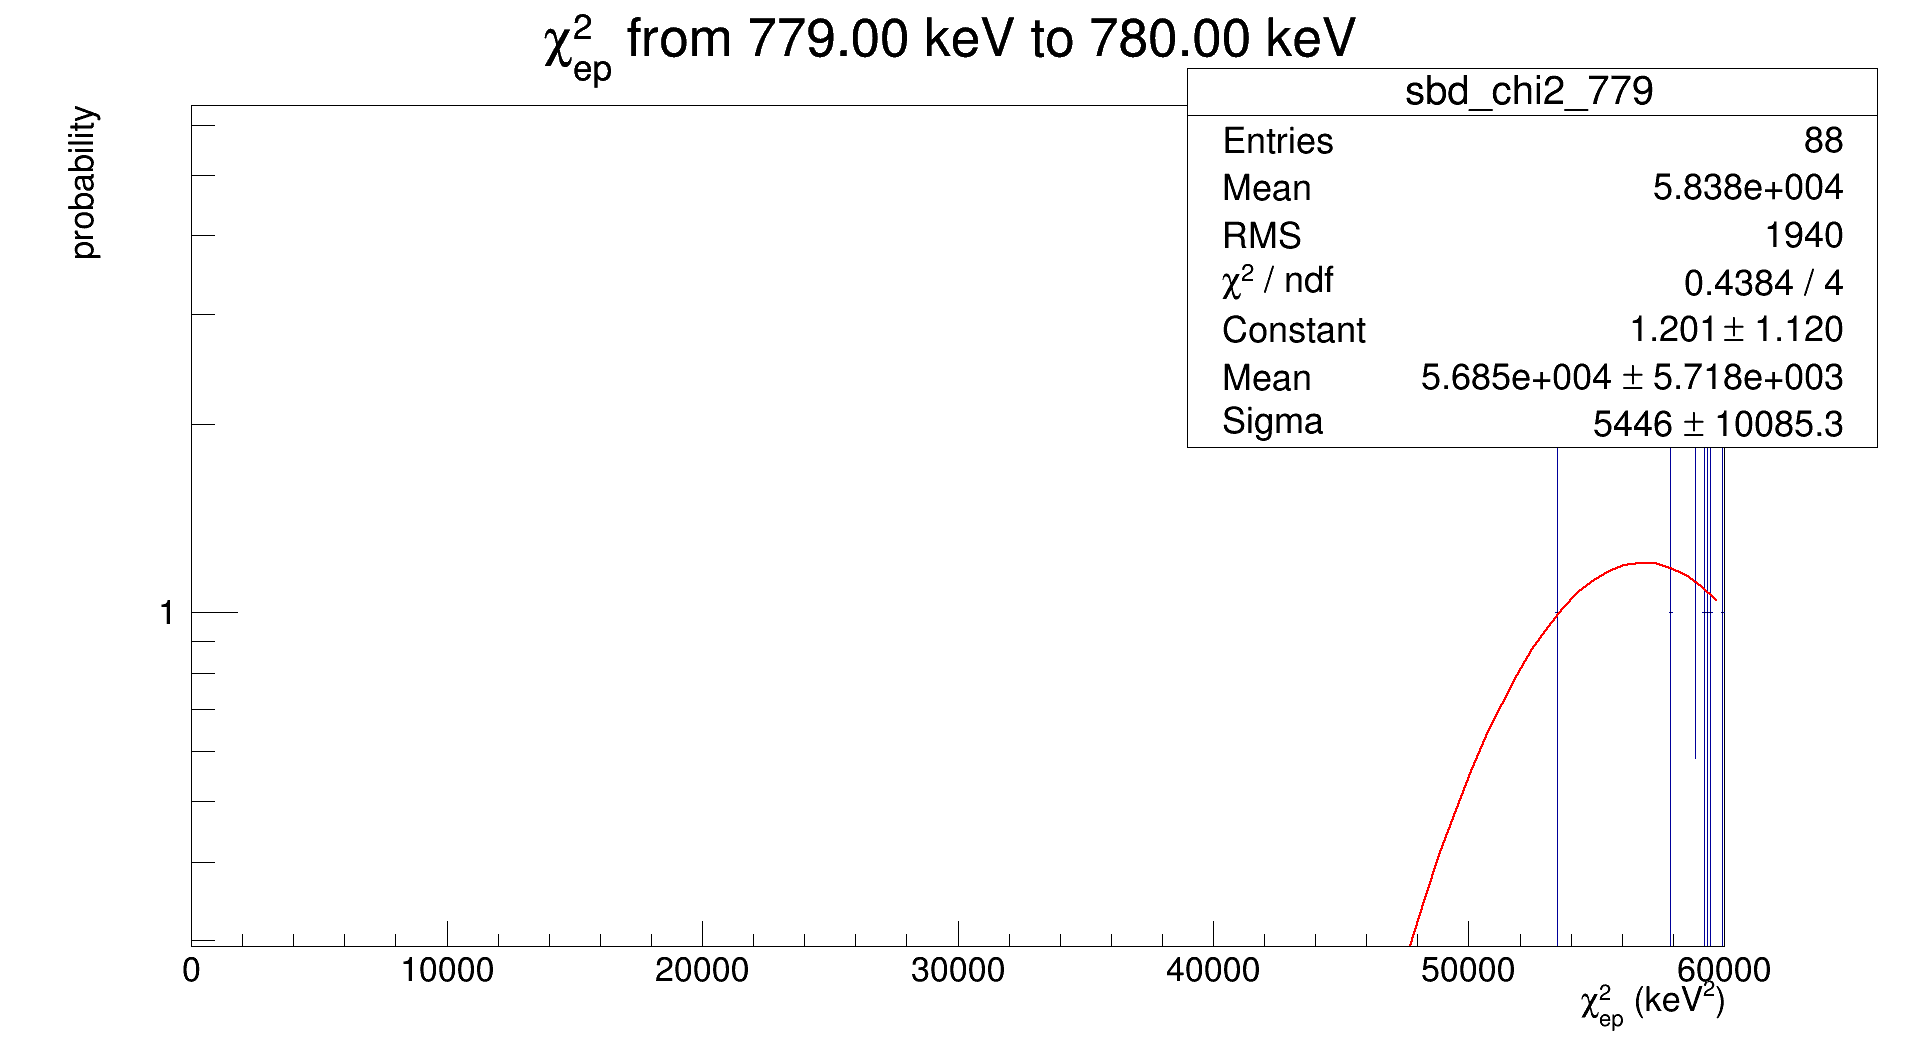 χ²ep from 779.00 keV to 780.00 keV
probability
sbd_chi2_779
Entries 88
Mean 5.838e+004
RMS 1940
χ² / ndf 0.4384 / 4
Constant 1.201 ± 1.120
Mean 5.685e+004 ± 5.718e+003
Sigma 5446 ± 10085.3
1
0 10000 20000 30000 40000 50000 60000
χ²ep (keV²)